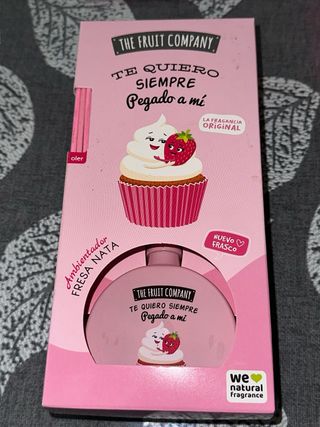 THE FRUIT COMPANY
TE QUIERO
SIEMPRE
Pegado a mí
LA FRAGANCIA
ORIGINAL
oler
NUEVO
FRASCO
Ambientador
FRESA NATA
THE FRUIT COMPANY
TE QUIERO SIEMPRE
Pegado a mí
we
natural
fragrance